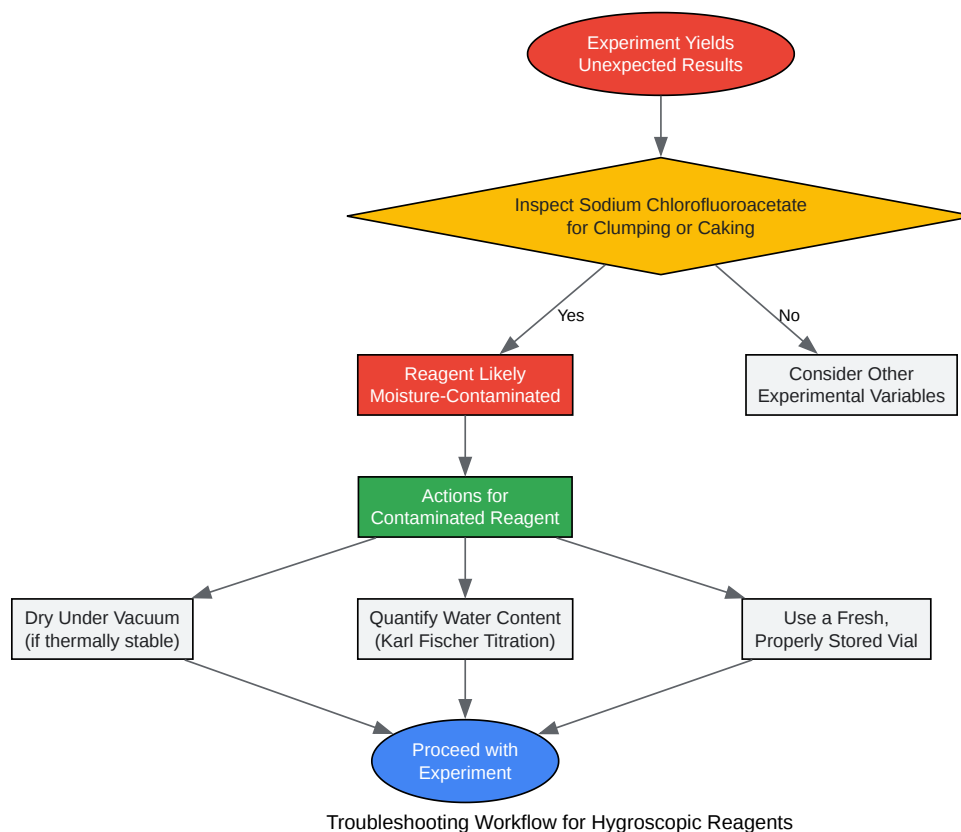 Experiment Yields
Unexpected Results
Inspect Sodium Chlorofluoroacetate
for Clumping or Caking
Yes
No
Reagent Likely
Moisture-Contaminated
Consider Other
Experimental Variables
Actions for
Contaminated Reagent
Dry Under Vacuum
(if thermally stable)
Quantify Water Content
(Karl Fischer Titration)
Use a Fresh,
Properly Stored Vial
Proceed with
Experiment
Troubleshooting Workflow for Hygroscopic Reagents